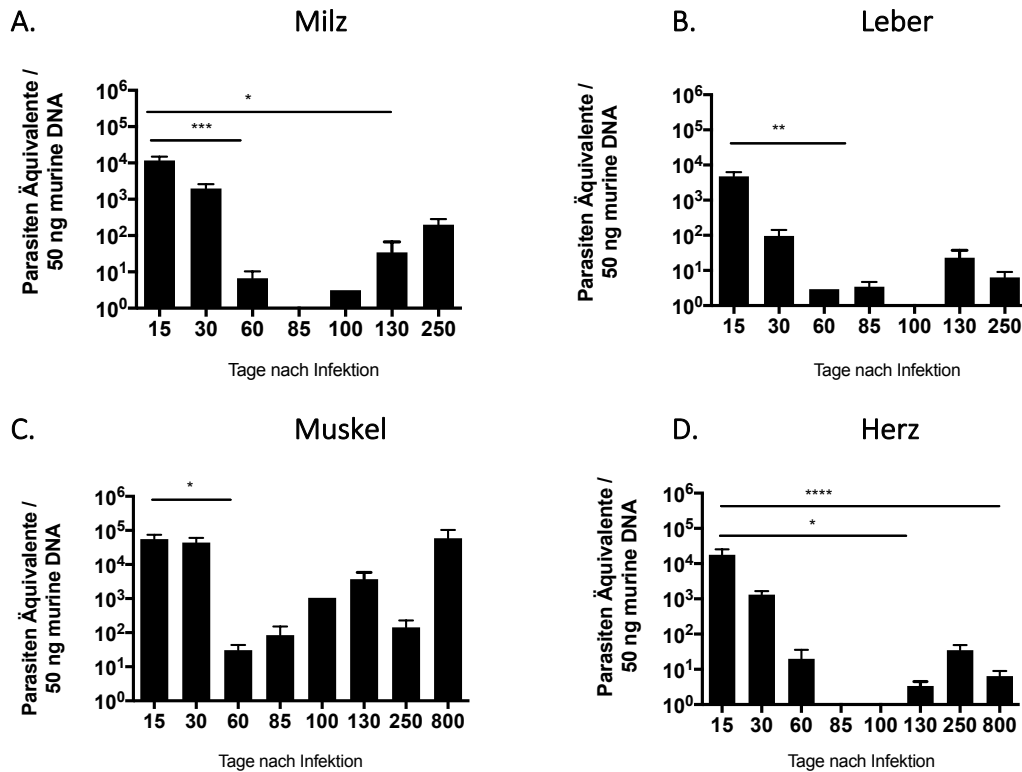 A.
Milz
Parasiten Äquivalente /
50 ng murine DNA
10⁶
10⁵
10⁴
10³
10²
10¹
10⁰
*
***
15 30 60 85 100 130 250
Tage nach Infektion
B.
Leber
Parasiten Äquivalente /
50 ng murine DNA
10⁶
10⁵
10⁴
10³
10²
10¹
10⁰
**
15 30 60 85 100 130 250
Tage nach Infektion
C.
Muskel
Parasiten Äquivalente /
50 ng murine DNA
10⁶
10⁵
10⁴
10³
10²
10¹
10⁰
*
15 30 60 85 100 130 250 800
Tage nach Infektion
D.
Herz
Parasiten Äquivalente /
50 ng murine DNA
10⁶
10⁵
10⁴
10³
10²
10¹
10⁰
****
*
15 30 60 85 100 130 250 800
Tage nach Infektion